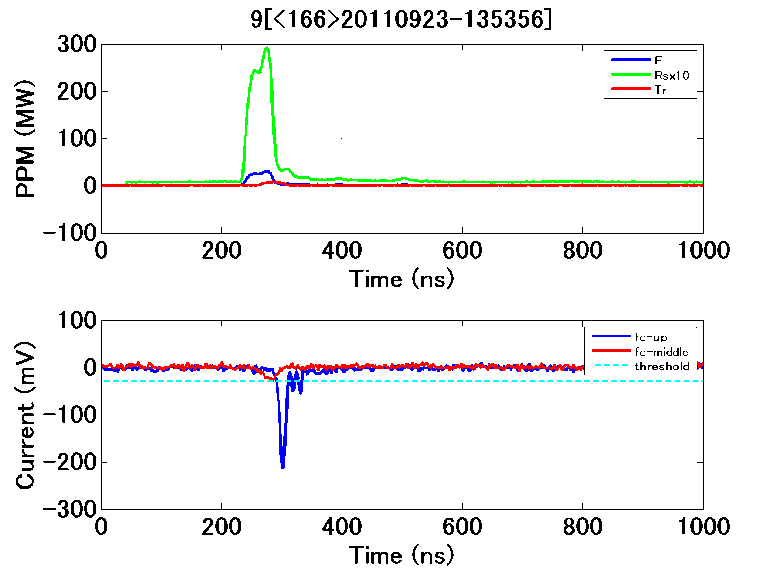 9[<166>20110923-135356]
300
200
100
0
-100
PPM (MW)
F
Rsx10
Tr
0 200 400 600 800 1000
Time (ns)
100
0
-100
-200
-300
Current (mV)
fc-up
fc-middle
threshold
0 200 400 600 800 1000
Time (ns)